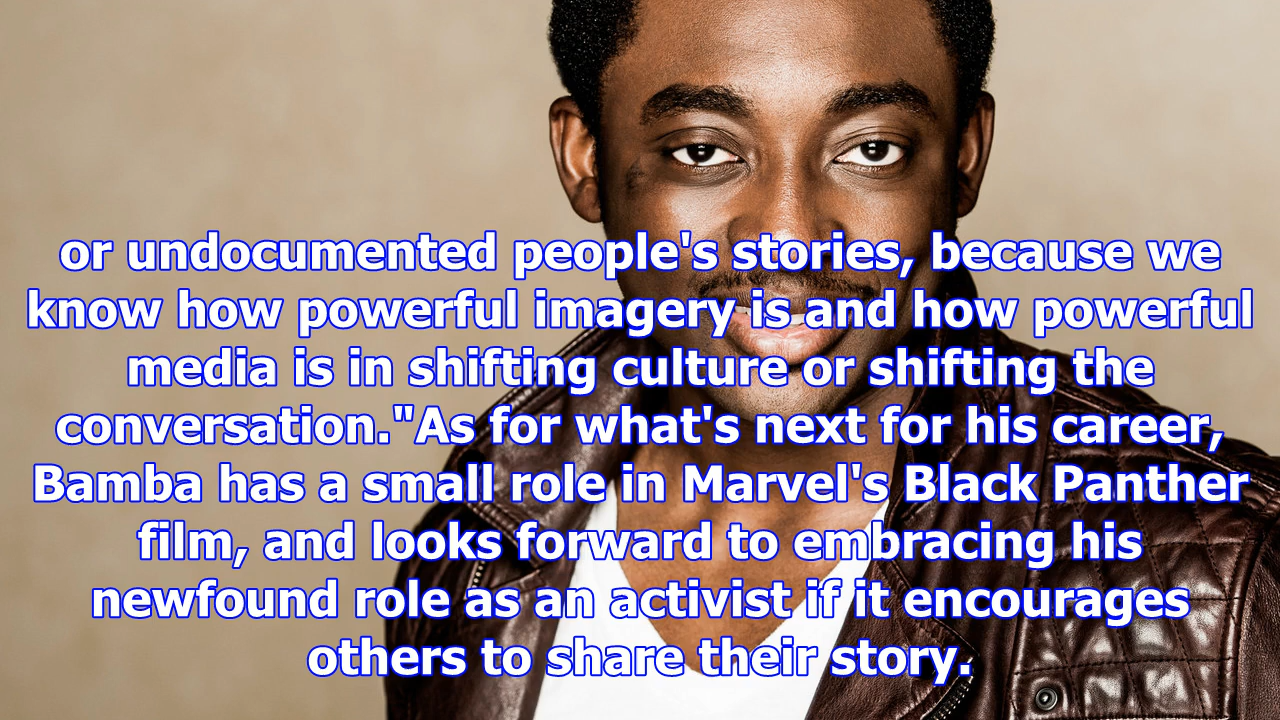 or undocumented people's stories, because we
know how powerful imagery is and how powerful
media is in shifting culture or shifting the
conversation."As for what's next for his career,
Bamba has a small role in Marvel's Black Panther
film, and looks forward to embracing his
newfound role as an activist if it encourages
others to share their story.